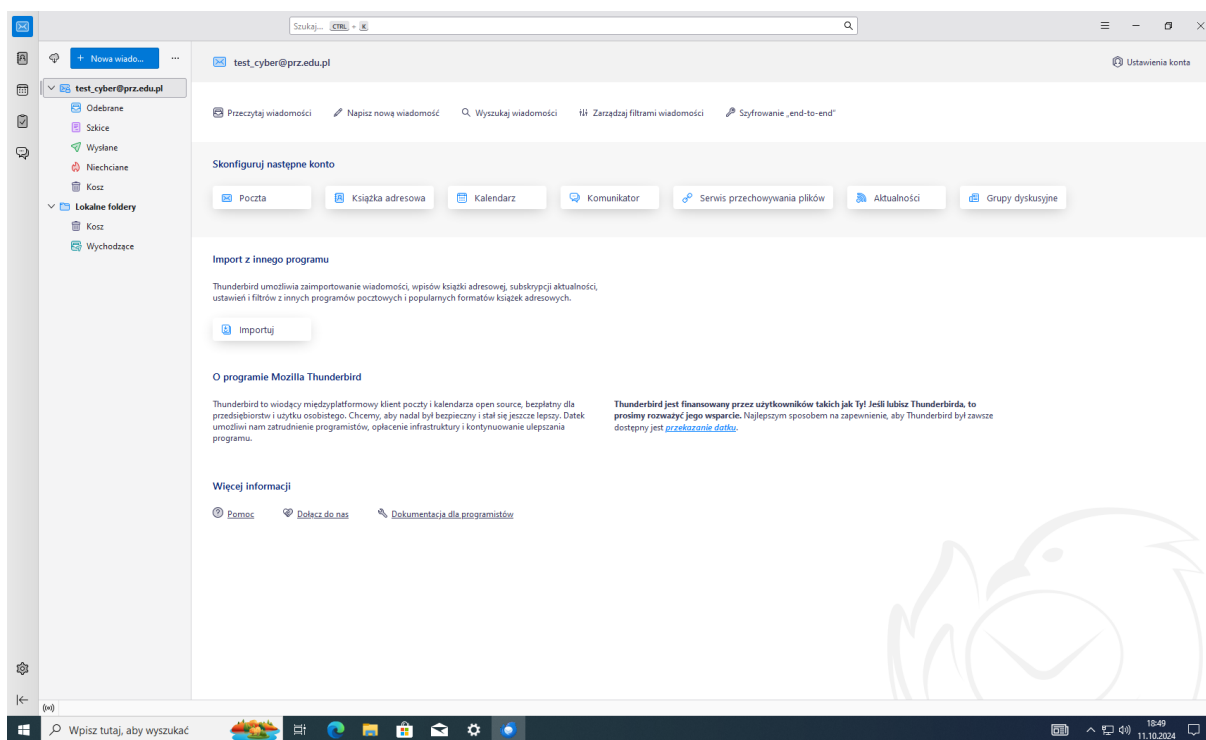 Szukaj... CTRL + K
+ Nowa wiado... ...
test_cyber@prz.edu.pl
Ustawienia konta
test_cyber@prz.edu.pl
Odebrane
Szkice
Wysłane
Niechciane
Kosz
Lokalne foldery
Kosz
Wychodzące
Przeczytaj wiadomości Napisz nową wiadomość Wyszukaj wiadomości Zarządzaj filtrami wiadomości Szyfrowanie „end-to-end”
Skonfiguruj następne konto
Poczta Książka adresowa Kalendarz Komunikator Serwis przechowywania plików Aktualności Grupy dyskusyjne
Import z innego programu
Thunderbird umożliwia zaimportowanie wiadomości, wpisów książki adresowej, subskrypcji aktualności,
ustawień i filtrów z innych programów pocztowych i popularnych formatów książek adresowych.
Importuj
O programie Mozilla Thunderbird
Thunderbird to wiodący międzyplatformowy klient poczty i kalendarza open source, bezpłatny dla
przedsiębiorstw i użytku osobistego. Chcemy, aby nadal był bezpieczny i stał się jeszcze lepszy. Datek
umożliwi nam zatrudnienie programistów, opłacenie infrastruktury i kontynuowanie ulepszania
programu.
Thunderbird jest finansowany przez użytkowników takich jak Ty! Jeśli lubisz Thunderbirda, to
prosimy rozważyć jego wsparcie. Najlepszym sposobem na zapewnienie, aby Thunderbird był zawsze
dostępny jest przekazanie datku.
Więcej informacji
Pomoc Dołącz do nas Dokumentacja dla programistów
Wpisz tutaj, aby wyszukać
18:49
11.10.2024